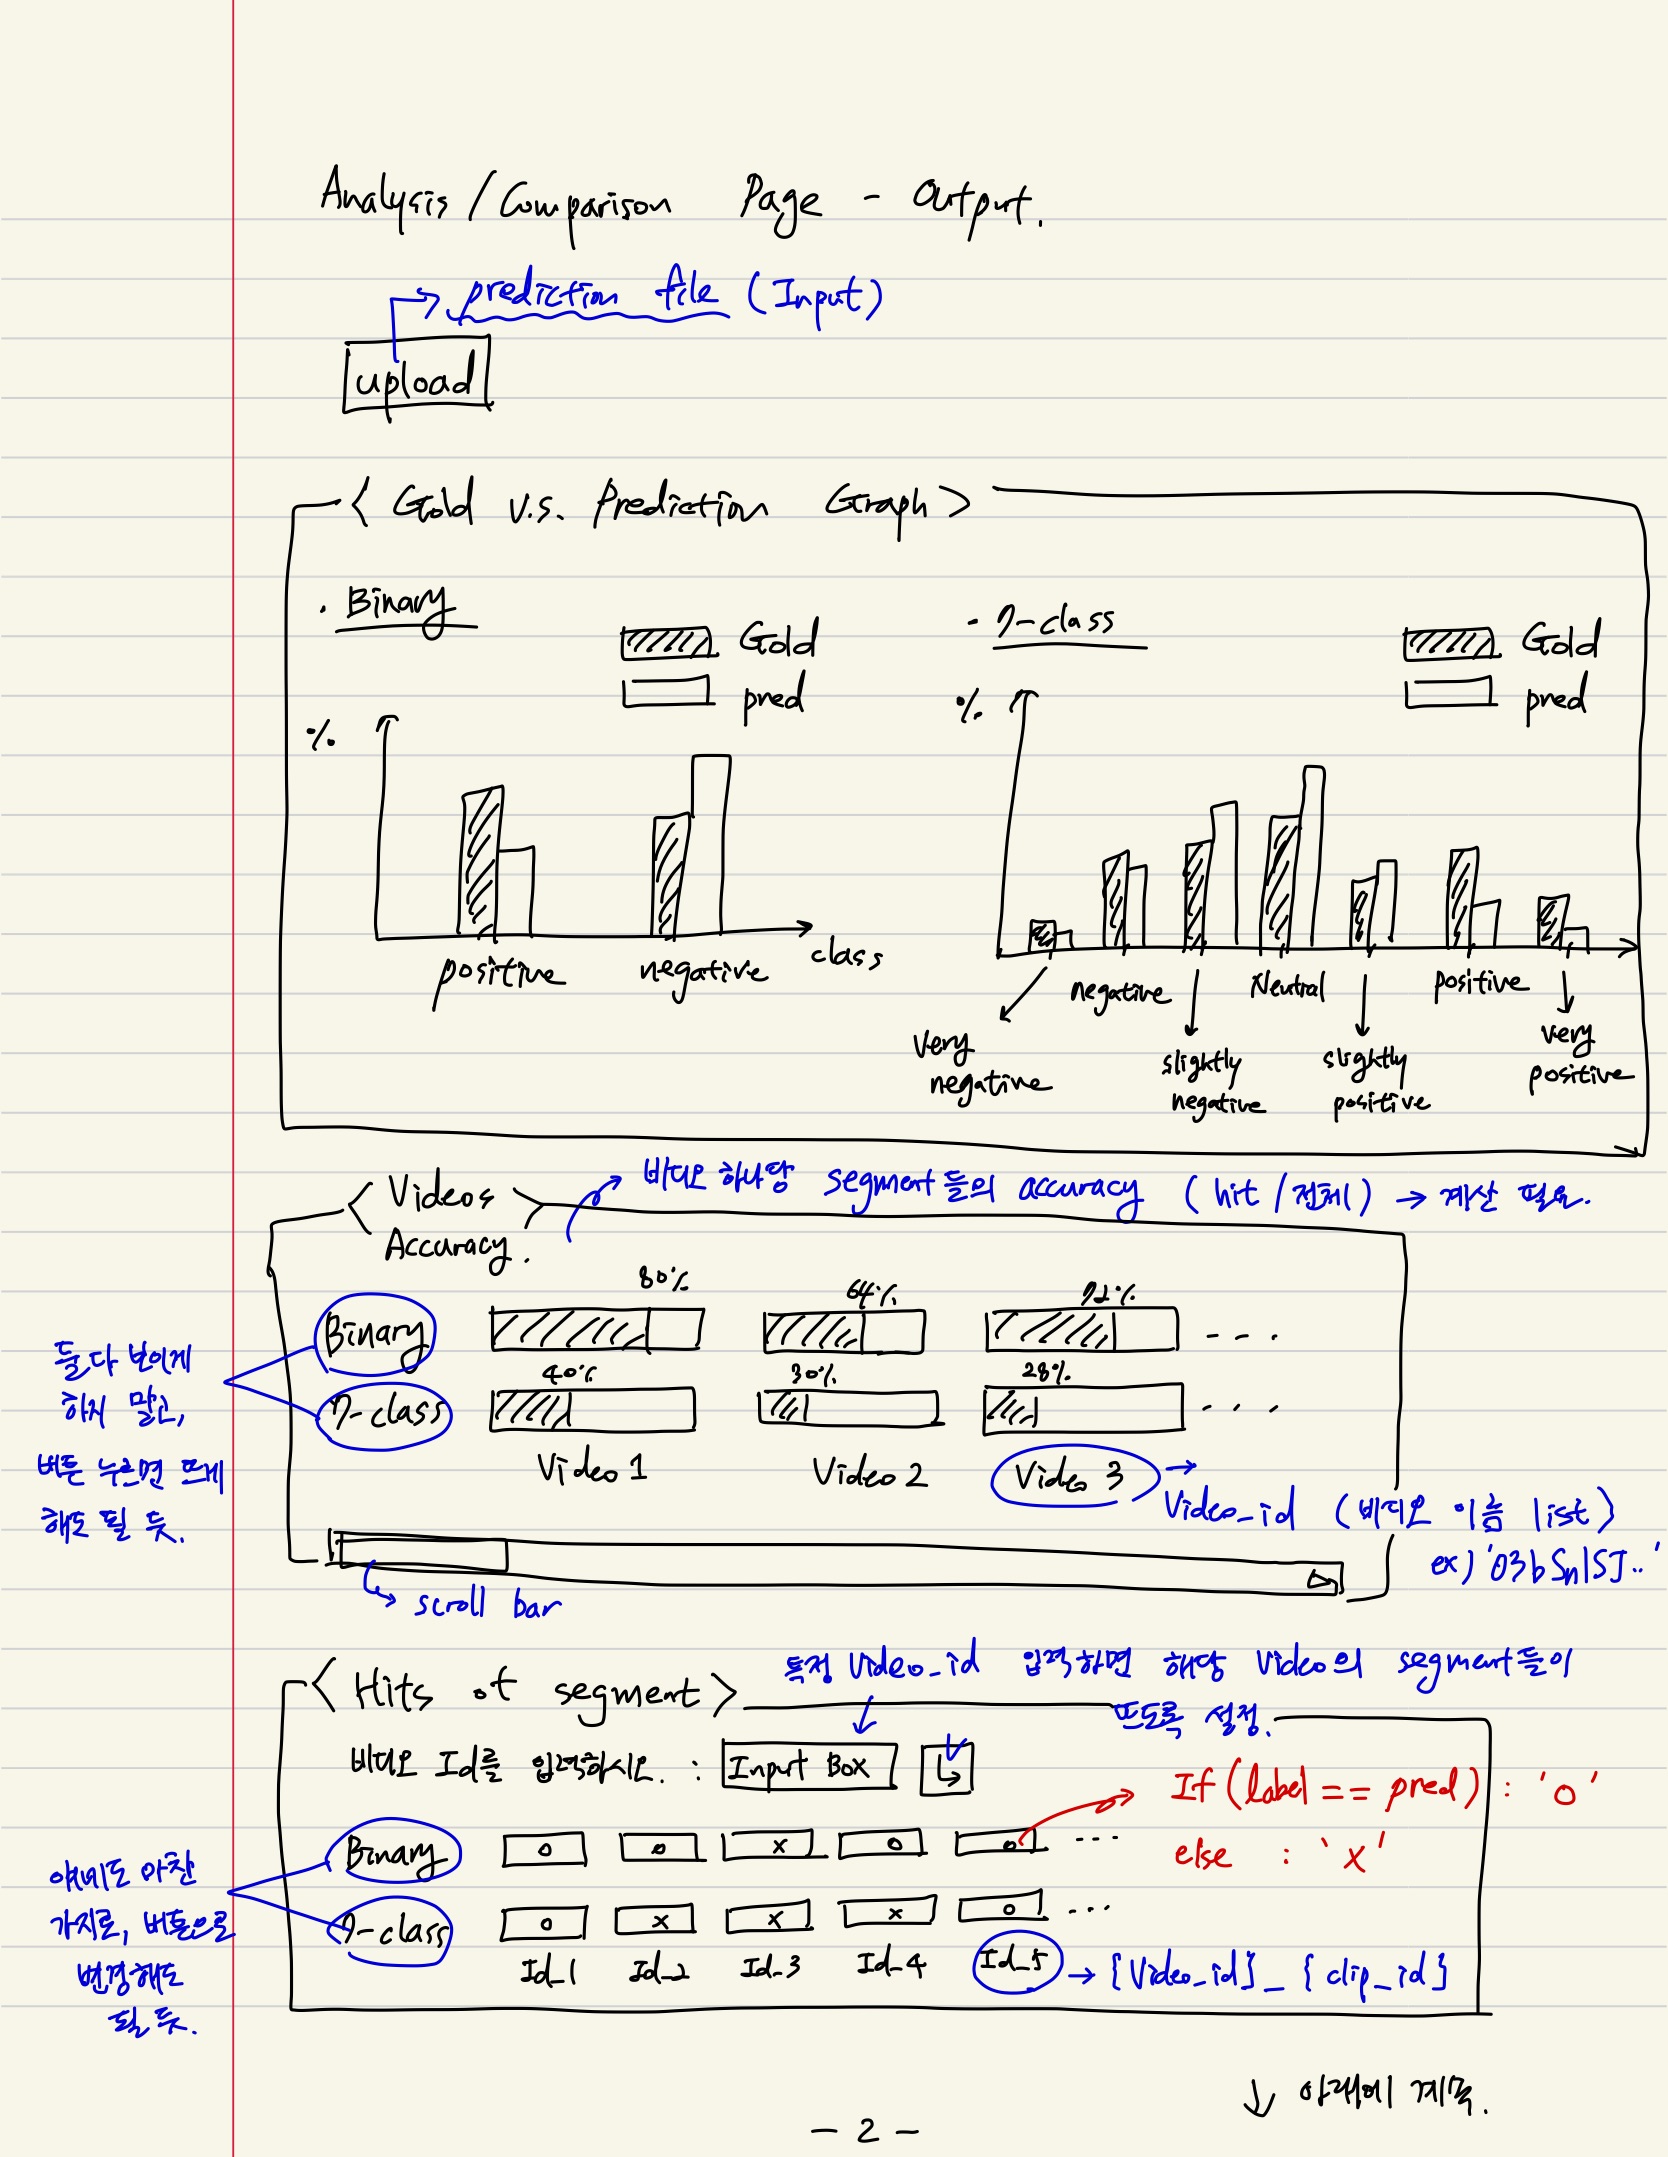 Analysis / Comparison Page - Output.
prediction file (Input)
upload
< Gold v.s. Prediction Graph >
· Binary
Gold
pred
%
positive
negative
class
- 7-class
Gold
pred
%
very negative
negative
slightly negative
Neutral
slightly positive
positive
very positive
< Videos Accuracy. >
비디오 하나당 segment들의 accuracy (hit / 전체) → 계산 필요.
80% 64% 72%
Binary - - .
40% 30% 28%
7-class . . .
Video 1 Video 2 Video 3
→ Video_id (비디오 이름 list)
ex) '03bSnISJ..'
둘다 보이게
하지 말고,
버튼 누르면 뜨게
해도 될 듯.
scroll bar
< Hits of segment >
특정 Video_id 입력하면 해당 Video의 segment들이
뜨도록 설정.
비디오 Id를 입력하시오. : Input Box
If (label == pred) : 'o'
else : 'x'
Binary o o x o o ...
7-class o x x x o ...
Id_1 Id_2 Id_3 Id_4 Id_5 → {Video_id}_{clip_id}
얘네도 마찬
가지로, 버튼으로
변경해도
될 듯.
↓ 아래에 계속.
- 2 -